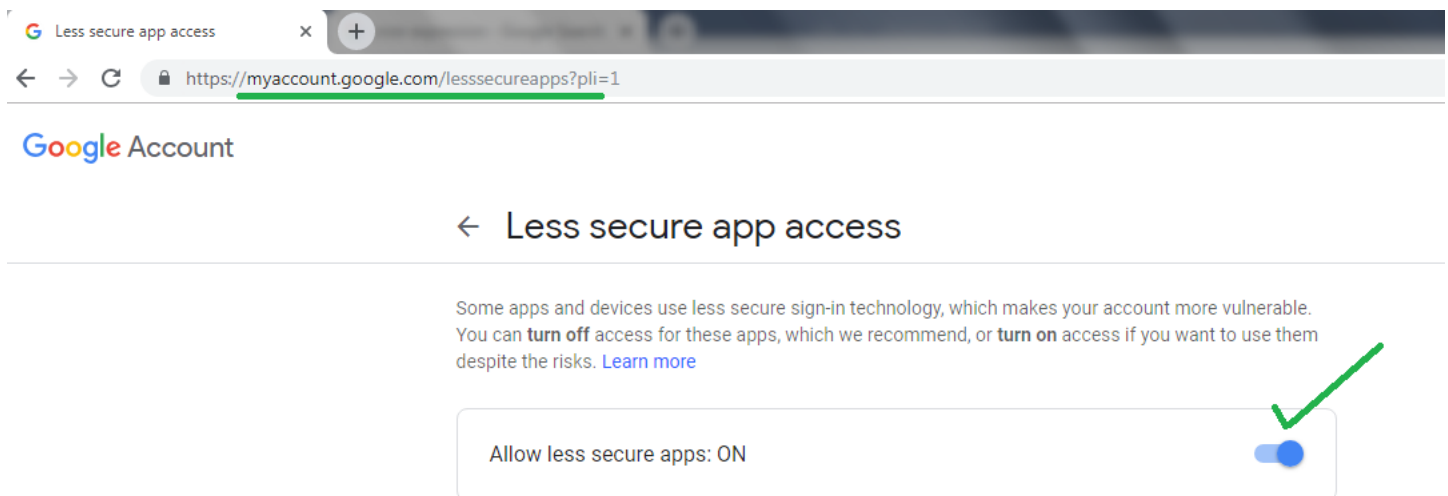 Less secure app access
https://myaccount.google.com/lesssecureapps?pli=1
Google Account
Less secure app access
Some apps and devices use less secure sign-in technology, which makes your account more vulnerable.
You can turn off access for these apps, which we recommend, or turn on access if you want to use them
despite the risks. Learn more
Allow less secure apps: ON